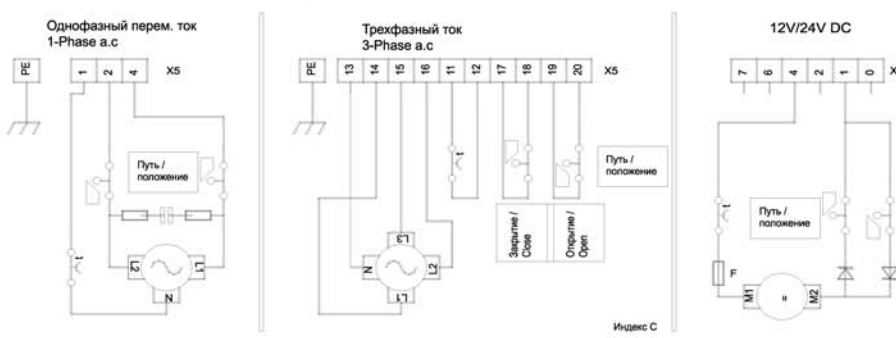 Однофазный перем. ток
1-Phase a.c
PE
1
2
4
X5
t
Путь /
положение
L2
L1
N
Трехфазный ток
3-Phase a.c
PE
13
14
15
16
11
12
17
18
19
20
X5
t
Путь /
положение
Закрытие /
Close
Открытие /
Open
L3
N
L2
L1
Индекс C
12V/24V DC
7
6
4
2
1
0
X
t
Путь /
положение
F
M1
=
M2